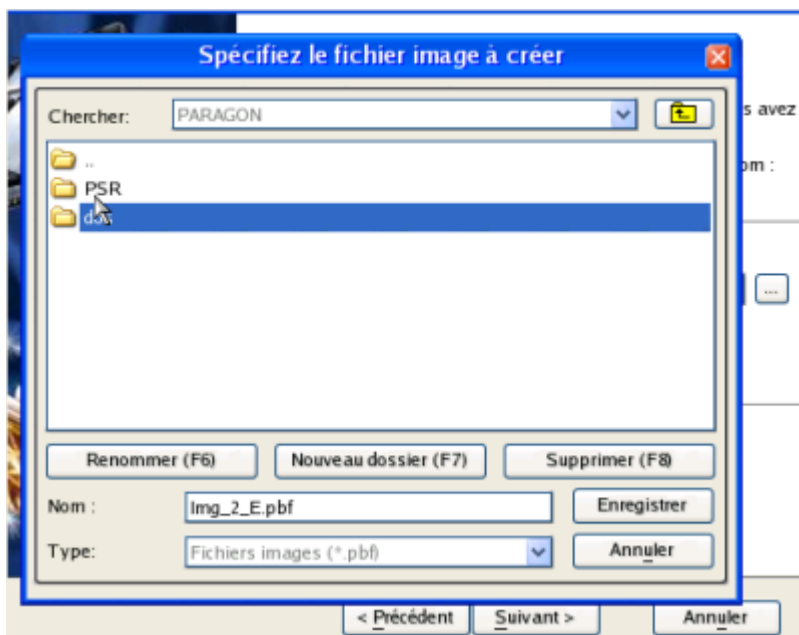 Spécifiez le fichier image à créer
Chercher: PARAGON
s avez
..
om :
PSR
...
Renommer (F6) Nouveau dossier (F7) Supprimer (F8)
Nom : Img_2_E.pbf Enregistrer
Type: Fichiers images (*.pbf) Annuler
< Précédent Suivant > Annuler